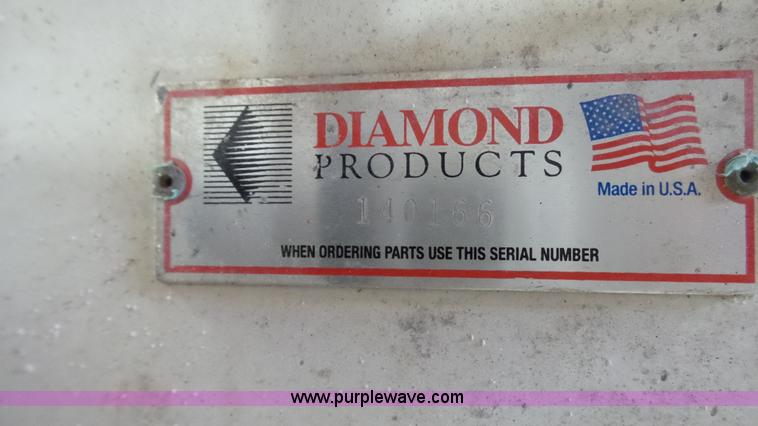 DIAMOND
PRODUCTS
Made in U.S.A.
140166
WHEN ORDERING PARTS USE THIS SERIAL NUMBER
www.purplewave.com